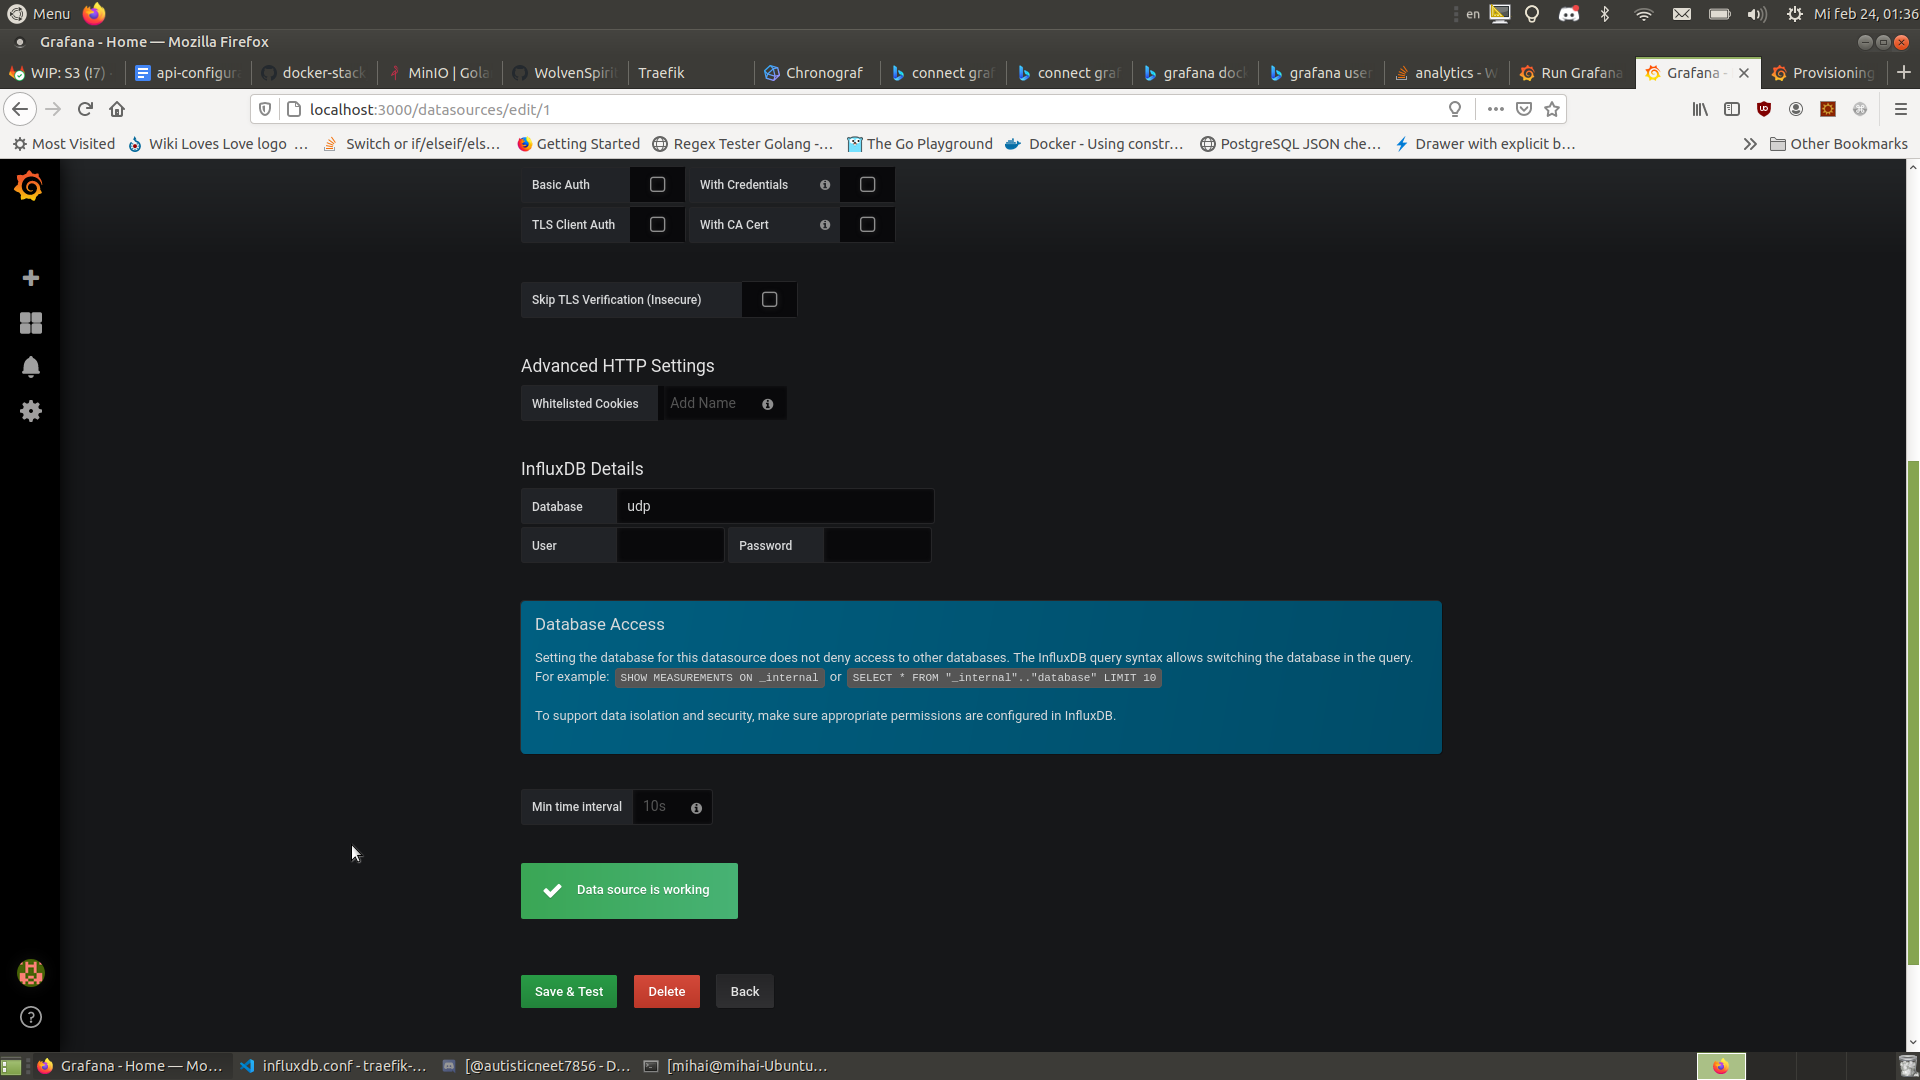 Menu
en
Mi feb 24, 01:36
Grafana - Home — Mozilla Firefox
WIP: S3 (!7)
api-configur
docker-stac
MinIO | Gola
WolvenSpiri
Traefik
Chronograf
connect graf
connect graf
grafana dock
grafana user
analytics - W
Run Grafana
Grafana -
Provisioning
localhost:3000/datasources/edit/1
Most Visited
Wiki Loves Love logo …
Switch or if/elseif/els…
Getting Started
Regex Tester Golang -…
The Go Playground
Docker - Using constr…
PostgreSQL JSON che…
Drawer with explicit b…
Other Bookmarks
Basic Auth
With Credentials
TLS Client Auth
With CA Cert
Skip TLS Verification (Insecure)
Advanced HTTP Settings
Whitelisted Cookies
Add Name
InfluxDB Details
Database
udp
User
Password
Database Access
Setting the database for this datasource does not deny access to other databases. The InfluxDB query syntax allows switching the database in the query.
For example: SHOW MEASUREMENTS ON _internal or SELECT * FROM "_internal".."database" LIMIT 10
To support data isolation and security, make sure appropriate permissions are configured in InfluxDB.
Min time interval
10s
Data source is working
Save & Test
Delete
Back
Grafana - Home — Mo…
influxdb.conf - traefik-…
[@autisticneet7856 - D…
[mihai@mihai-Ubuntu…